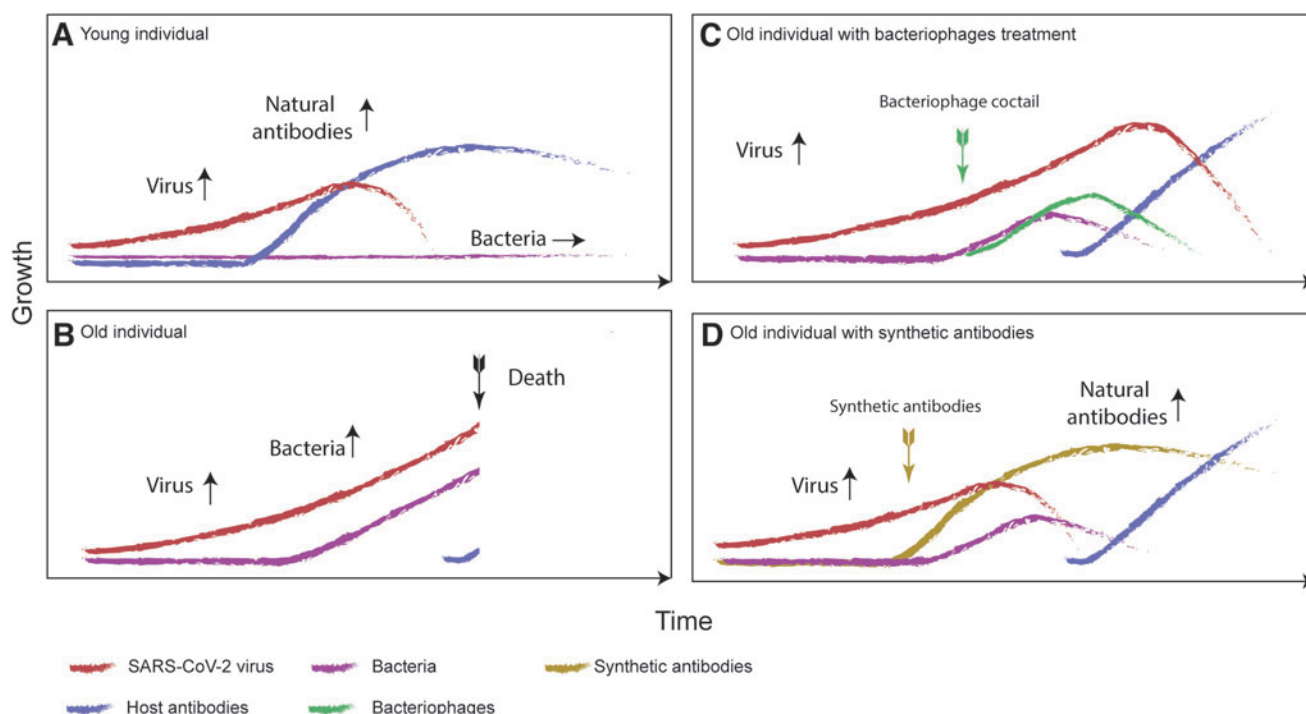 A Young individual
Natural
antibodies
Virus
Bacteria
B Old individual
Death
Bacteria
Virus
C Old individual with bacteriophages treatment
Bacteriophage coctail
Virus
D Old individual with synthetic antibodies
Natural
antibodies
Synthetic antibodies
Virus
Growth
Time
SARS-CoV-2 virus
Bacteria
Synthetic antibodies
Host antibodies
Bacteriophages